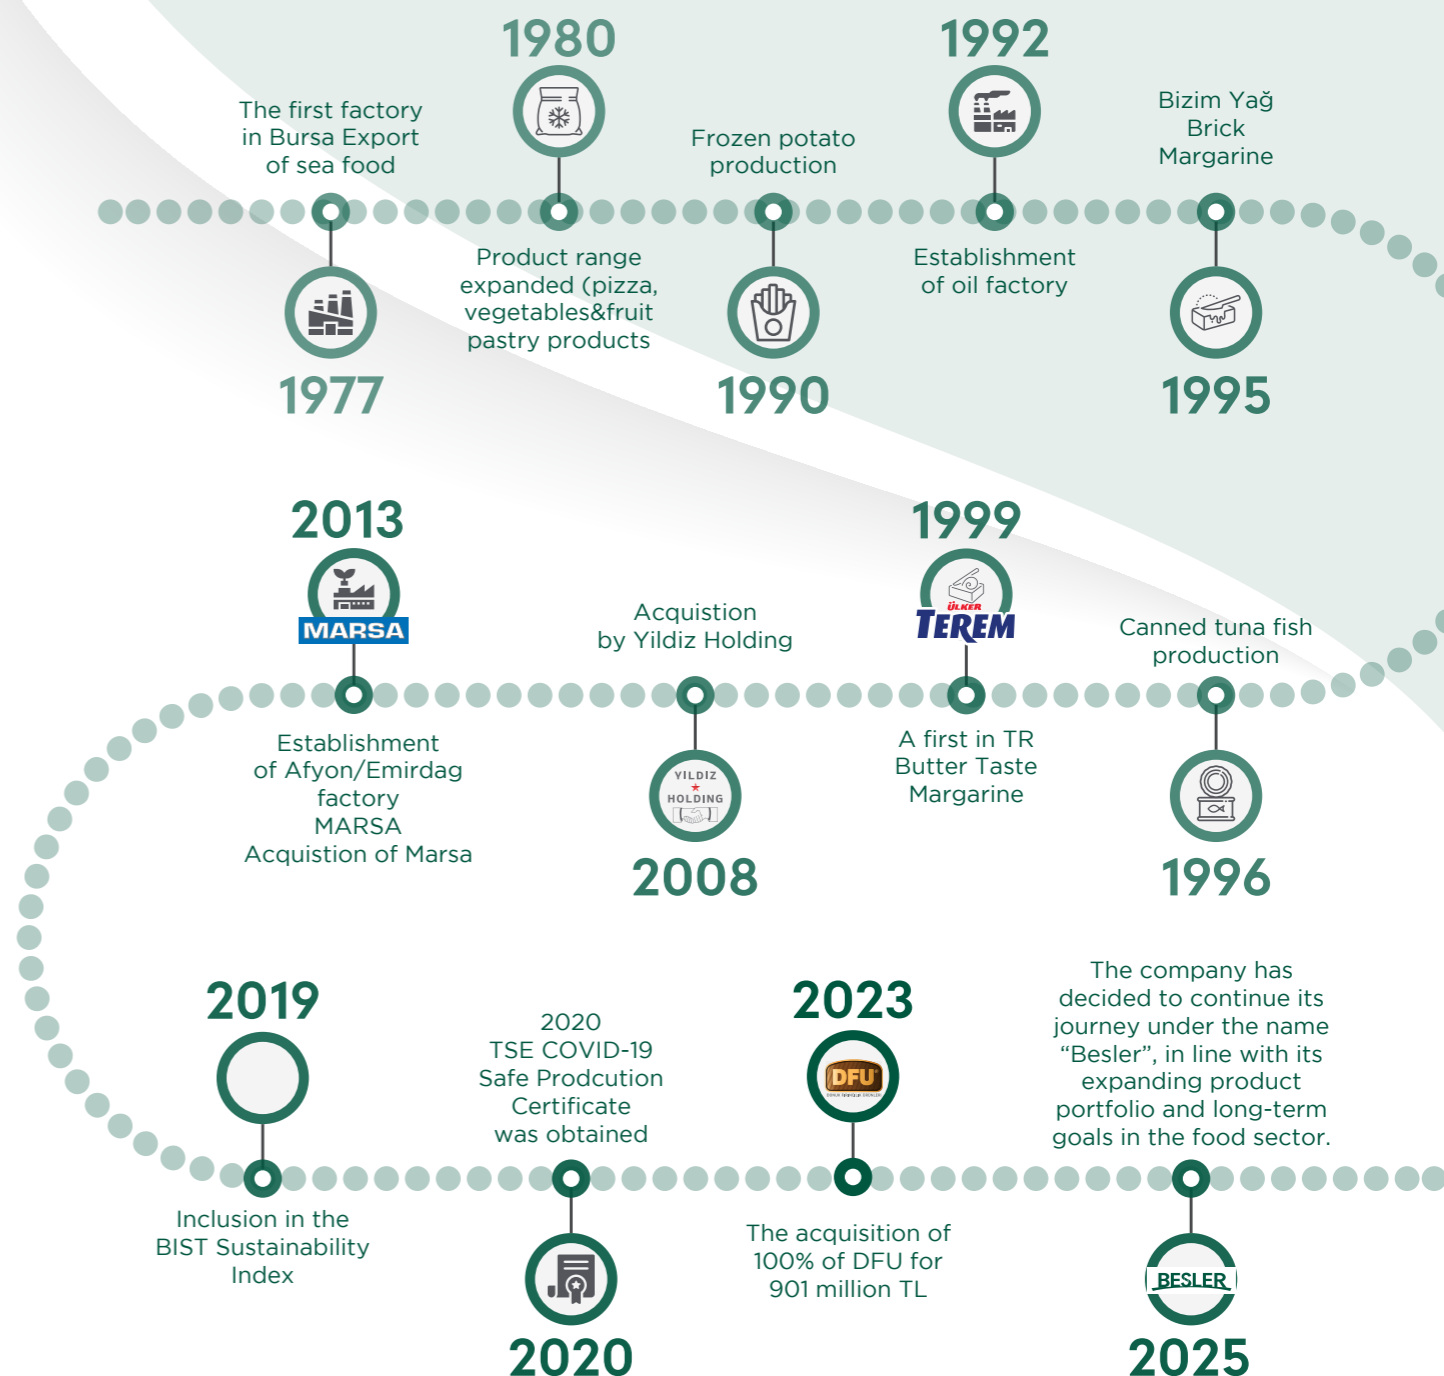 1980
1992
The first factory
in Bursa Export
of sea food
Frozen potato
production
Bizim Yağ
Brick
Margarine
Product range
expanded (pizza,
vegetables&fruit
pastry products
Establishment
of oil factory
1977
1990
1995
2013
MARSA
Acquistion
by Yildiz Holding
1999
ÜLKER
TEREM
Canned tuna fish
production
Establishment
of Afyon/Emirdag
factory
MARSA
Acquistion of Marsa
YILDIZ
HOLDING
2008
A first in TR
Butter Taste
Margarine
1996
2019
2020
TSE COVID-19
Safe Prodcution
Certificate
was obtained
2023
DFU
The company has
decided to continue its
journey under the name
“Besler”, in line with its
expanding product
portfolio and long-term
goals in the food sector.
Inclusion in the
BIST Sustainability
Index
2020
The acquisition of
100% of DFU for
901 million TL
BESLER
2025